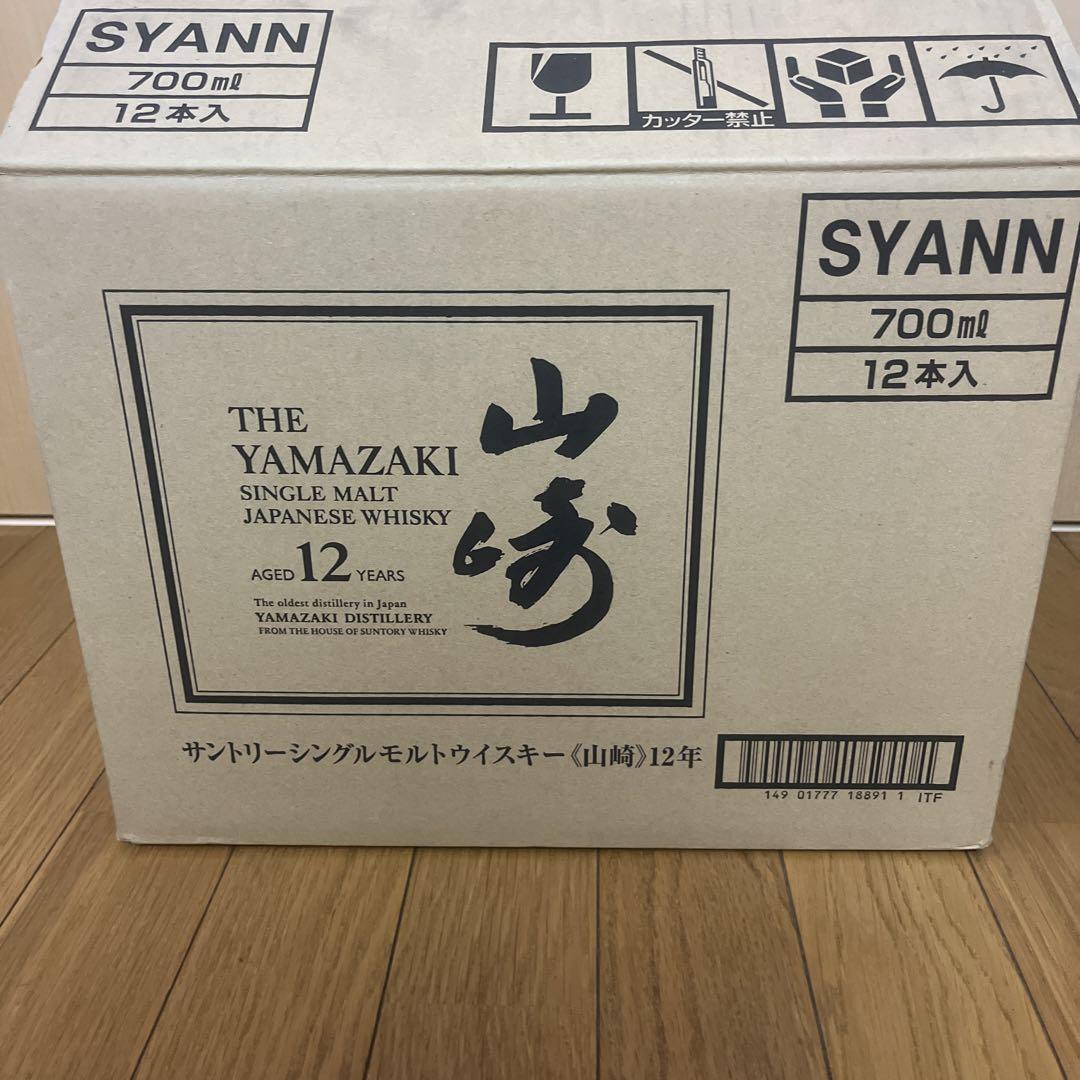 SYANN
700ml
12本入
カッター禁止
SYANN
700ml
12本入
THE
YAMAZAKI
SINGLE MALT
JAPANESE WHISKY
AGED 12 YEARS
The oldest distillery in Japan
YAMAZAKI DISTILLERY
FROM THE HOUSE OF SUNTORY WHISKY
山崎
サントリーシングルモルトウイスキー《山崎》12年
149 01777 18891 1 ITF